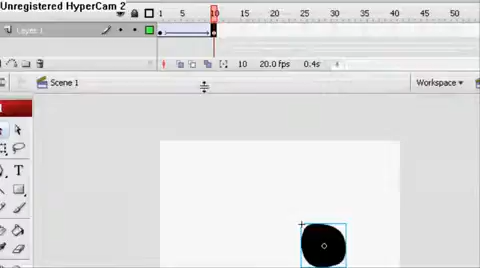 Unregistered HyperCam 2
1 5 10 15 20 25 30 35 40 45 50
Layer 1
10 20.0 fps 0.4s
Scene 1 Workspace
T